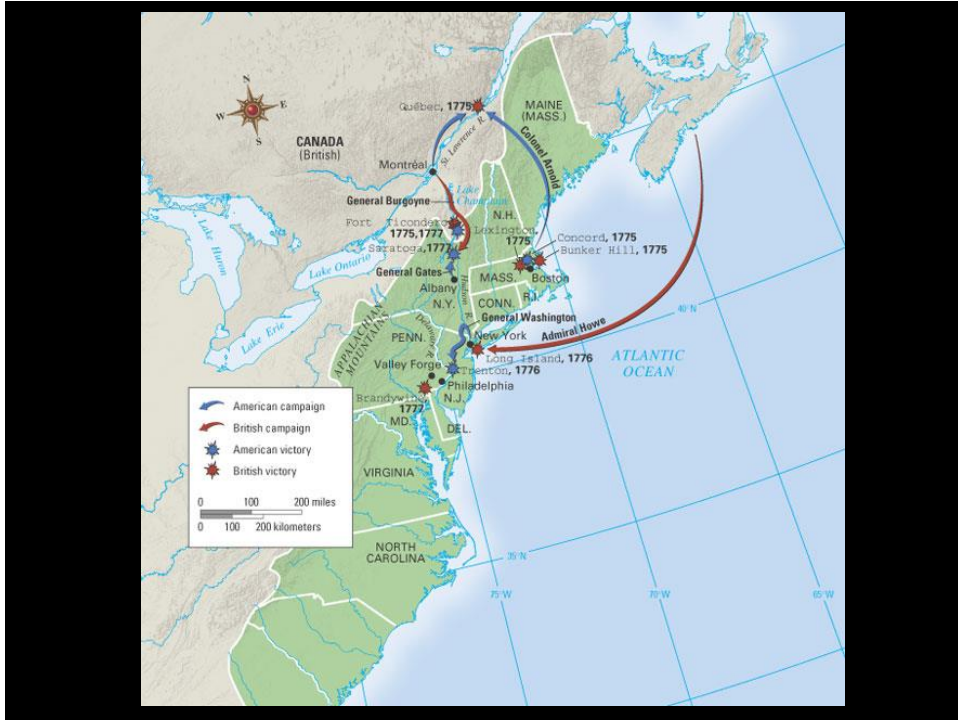 N
W
E
S
Québec, 1775
MAINE
(MASS.)
CANADA
(British)
St. Lawrence R.
Colonel Arnold
Montréal
Lake
Champlain
General Burgoyne
N.H.
Fort Ticondero
1775,1777
Lexington,
1775
Concord, 1775
Bunker Hill, 1775
Saratoga, 1777
Lake Huron
Lake Ontario
General Gates
MASS.
Boston
Albany
Hudson R.
N.Y.
CONN.
R.I.
40°N
General Washington
Lake Erie
APPALACHIAN
MOUNTAINS
PENN.
Delaware R.
New York
Admiral Howe
Long Island, 1776
ATLANTIC
OCEAN
Valley Forge
Trenton, 1776
Philadelphia
Brandywine,
1777
N.J.
MD.
DEL.
American campaign
British campaign
American victory
British victory
0 100 200 miles
0 100 200 kilometers
VIRGINIA
NORTH
CAROLINA
35°N
75°W
70°W
65°W